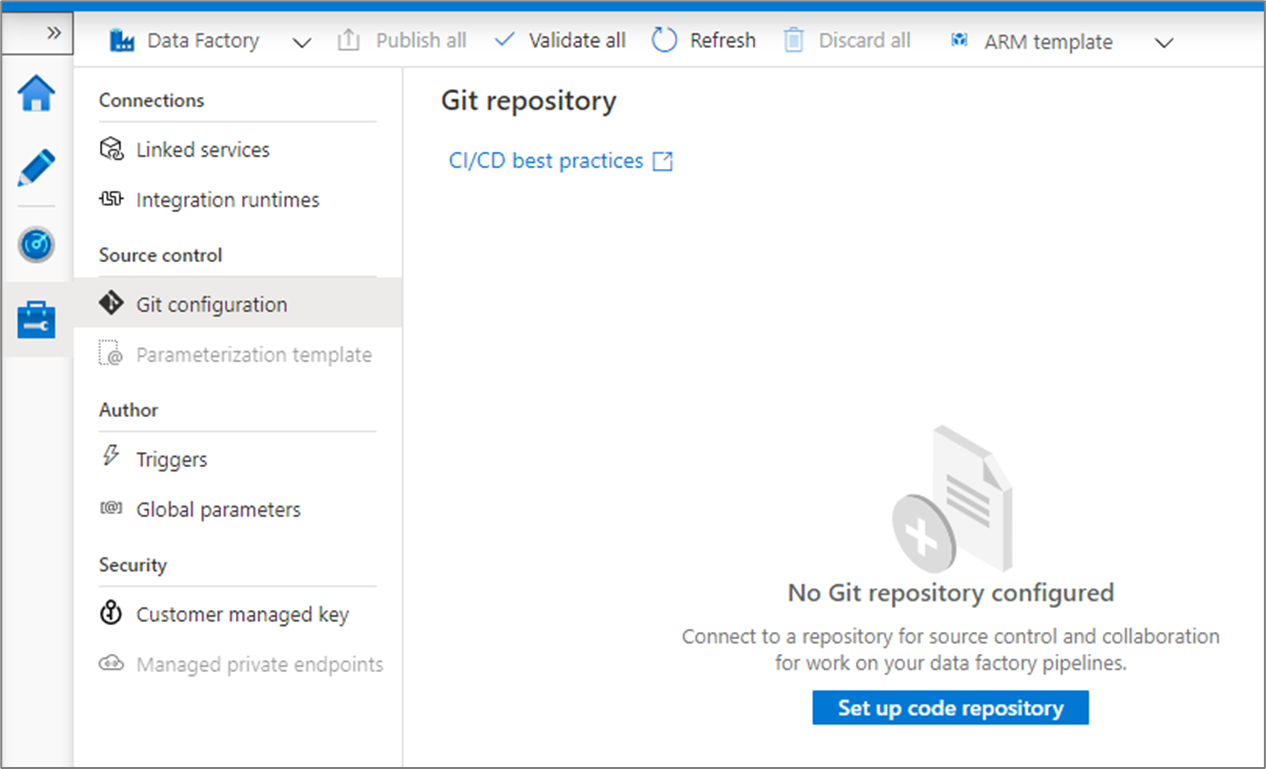 »
Data Factory
Publish all
Validate all
Refresh
Discard all
ARM template
Connections
Linked services
Integration runtimes
Source control
Git configuration
Parameterization template
Author
Triggers
Global parameters
Security
Customer managed key
Managed private endpoints
Git repository
CI/CD best practices
No Git repository configured
Connect to a repository for source control and collaboration
for work on your data factory pipelines.
Set up code repository